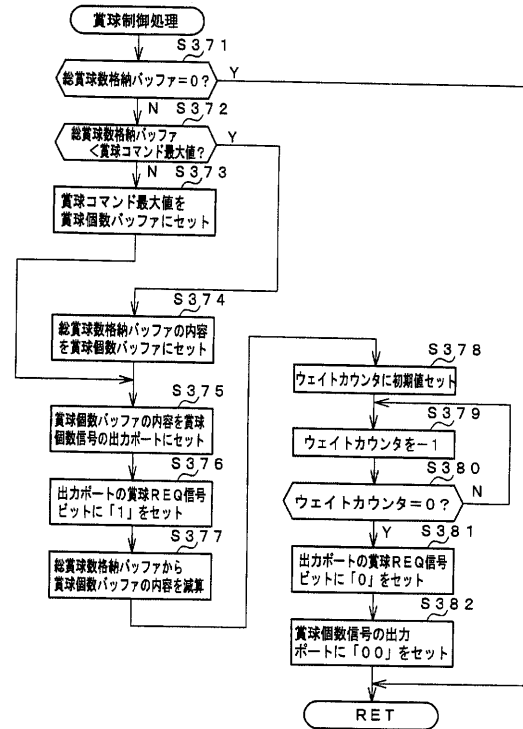 賞球制御処理
S371
総賞球数格納バッファ=0?
Y
N
S372
総賞球数格納バッファ
<賞球コマンド最大値?
Y
N
S373
賞球コマンド最大値を
賞球個数バッファにセット
S374
総賞球数格納バッファの内容
を賞球個数バッファにセット
S375
賞球個数バッファの内容を賞球
個数信号の出力ポートにセット
S376
出力ポートの賞球REQ信号
ビットに「1」をセット
S377
総賞球数格納バッファから
賞球個数バッファの内容を減算
S378
ウェイトカウンタに初期値セット
S379
ウェイトカウンタを-1
S380
ウェイトカウンタ=0?
N
Y
S381
出力ポートの賞球REQ信号
ビットに「0」をセット
S382
賞球個数信号の出力
ポートに「00」をセット
RET